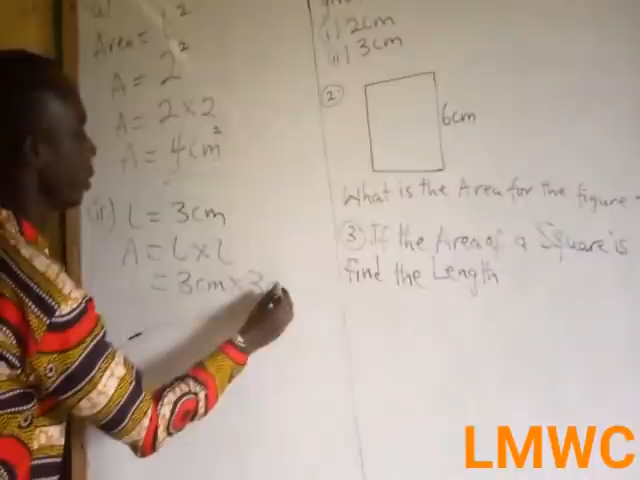 Area = L²
A = 2²
A = 2 × 2
A = 4cm²
(ii) L = 3cm
A = L × L
= 3cm × 3
i) 2cm
ii) 3cm
2
6cm
What is the Area for the figure
3 If the Area of a Square is
find the Length
LMWC